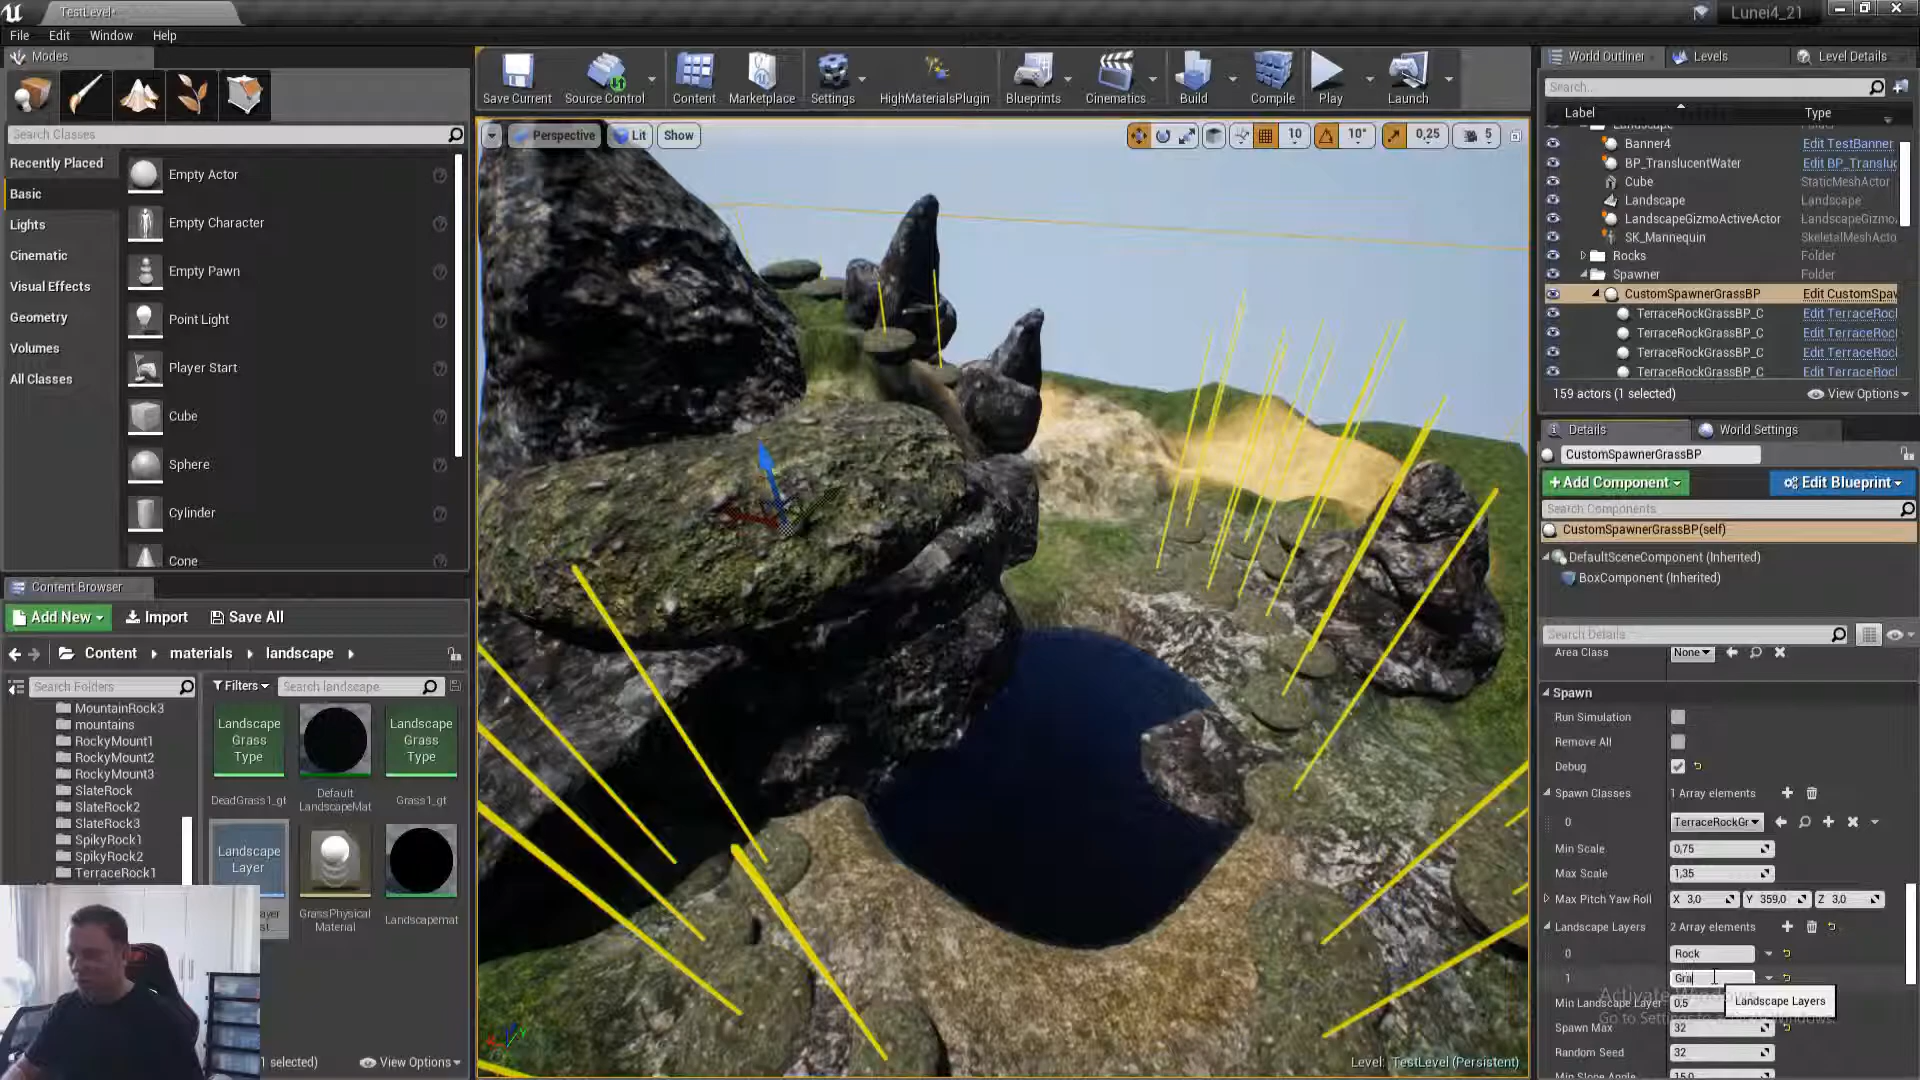 TestLevel*
Lunei4_21
File Edit Window Help
Modes
Search Classes
Recently Placed
Basic
Lights
Cinematic
Visual Effects
Geometry
Volumes
All Classes
Empty Actor
Empty Character
Empty Pawn
Point Light
Player Start
Cube
Sphere
Cylinder
Cone
Save Current
Source Control
Content
Marketplace
Settings
HighMaterialsPlugin
Blueprints
Cinematics
Build
Compile
Play
Launch
Perspective Lit Show
10 10° 0,25 5
World Outliner Levels Level Details
Search...
Label Type
Landscape Folder
Banner4 Edit TestBanner
BP_TranslucentWater Edit BP_Transluc
Cube StaticMeshActor
Landscape Landscape
LandscapeGizmoActiveActor LandscapeGizmo
SK_Mannequin SkeletalMeshActo
Rocks Folder
Spawner Folder
CustomSpawnerGrassBP Edit CustomSpaw
TerraceRockGrassBP_C Edit TerraceRocl
TerraceRockGrassBP_C Edit TerraceRocl
TerraceRockGrassBP_C Edit TerraceRocl
TerraceRockGrassBP_C Edit TerraceRocl
159 actors (1 selected) View Options
Details World Settings
CustomSpawnerGrassBP
+Add Component Edit Blueprint
Search Components
CustomSpawnerGrassBP(self)
DefaultSceneComponent (Inherited)
BoxComponent (Inherited)
Search Details
Area Class None
Spawn
Run Simulation
Remove All
Debug
Spawn Classes 1 Array elements
0 TerraceRockGr
Min Scale 0,75
Max Scale 1,35
Max Pitch Yaw Roll X 3,0 Y 359,0 Z 3,0
Landscape Layers 2 Array elements
0 Rock
1 Gra
Landscape Layers
Min Landscape Layer 0,5
Spawn Max 32
Random Seed 32
Min Slope Angle 15,0
Activate Windows
Go to Settings to activate Windows.
Content Browser
Add New Import Save All
Content materials landscape
Search Folders
Filters Search landscape
MountainRock3
mountains
RockyMount1
RockyMount2
RockyMount3
SlateRock
SlateRock2
SlateRock3
SpikyRock1
SpikyRock2
TerraceRock1
Landscape Grass Type
DeadGrass1_gt
Default LandscapeMat
Landscape Grass Type
Grass1_gt
Landscape Layer
GrassPhysical Material
Landscapemat
1 selected) View Options
Level: TestLevel (Persistent)